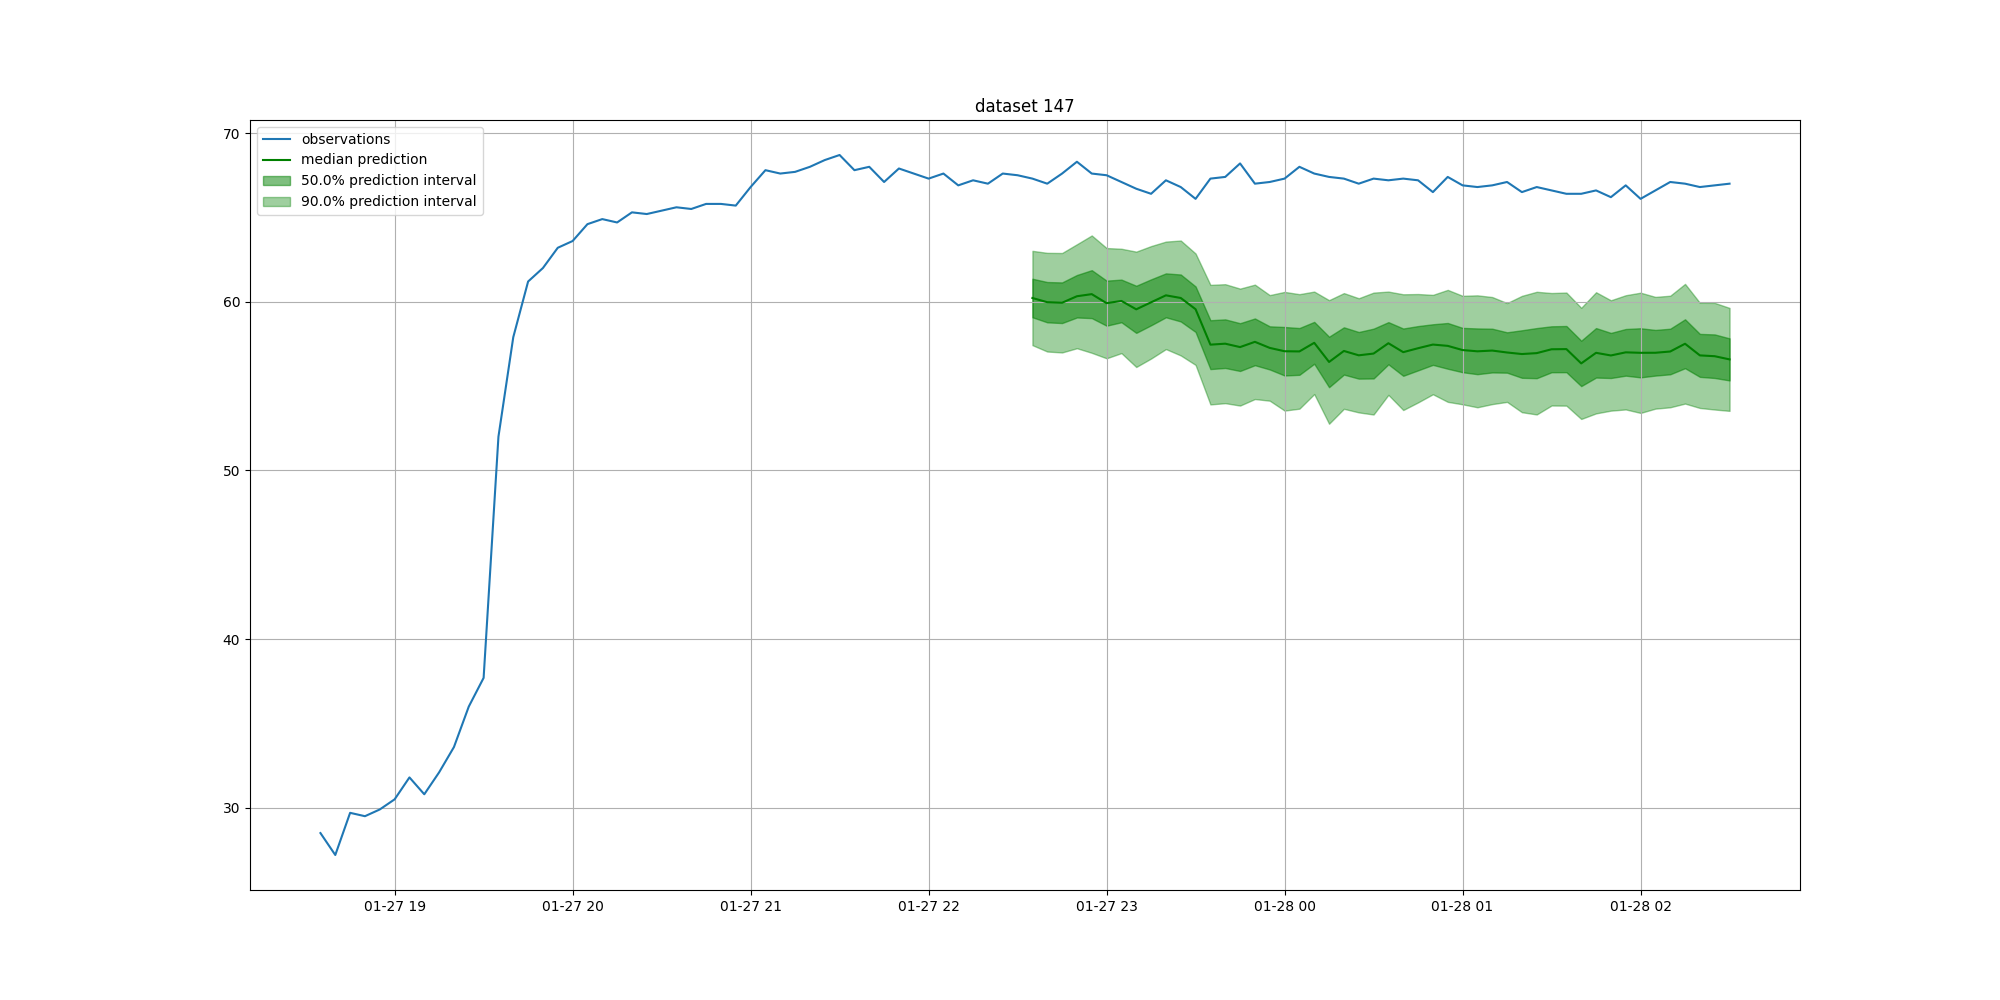 dataset 147
observations
median prediction
50.0% prediction interval
90.0% prediction interval
70
60
50
40
30
01-27 19
01-27 20
01-27 21
01-27 22
01-27 23
01-28 00
01-28 01
01-28 02